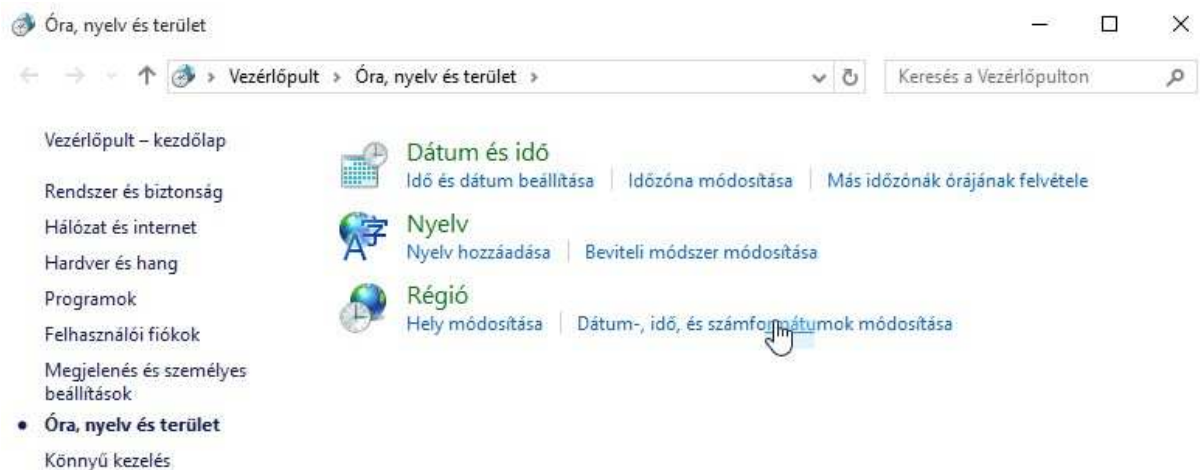 Óra, nyelv és terület
Vezérlőpult › Óra, nyelv és terület ›
Keresés a Vezérlőpulton
Vezérlőpult – kezdőlap
Rendszer és biztonság
Hálózat és internet
Hardver és hang
Programok
Felhasználói fiókok
Megjelenés és személyes
beállítások
Óra, nyelv és terület
Könnyű kezelés
Dátum és idő
Idő és dátum beállítása | Időzóna módosítása | Más időzónák órájának felvétele
Nyelv
Nyelv hozzáadása | Beviteli módszer módosítása
Régió
Hely módosítása | Dátum-, idő, és számformátumok módosítása